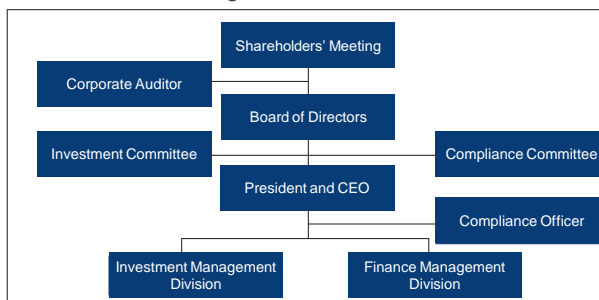 Shareholders' Meeting
Corporate Auditor
Board of Directors
Investment Committee
Compliance Committee
President and CEO
Compliance Officer
Investment Management
Division
Finance Management
Division